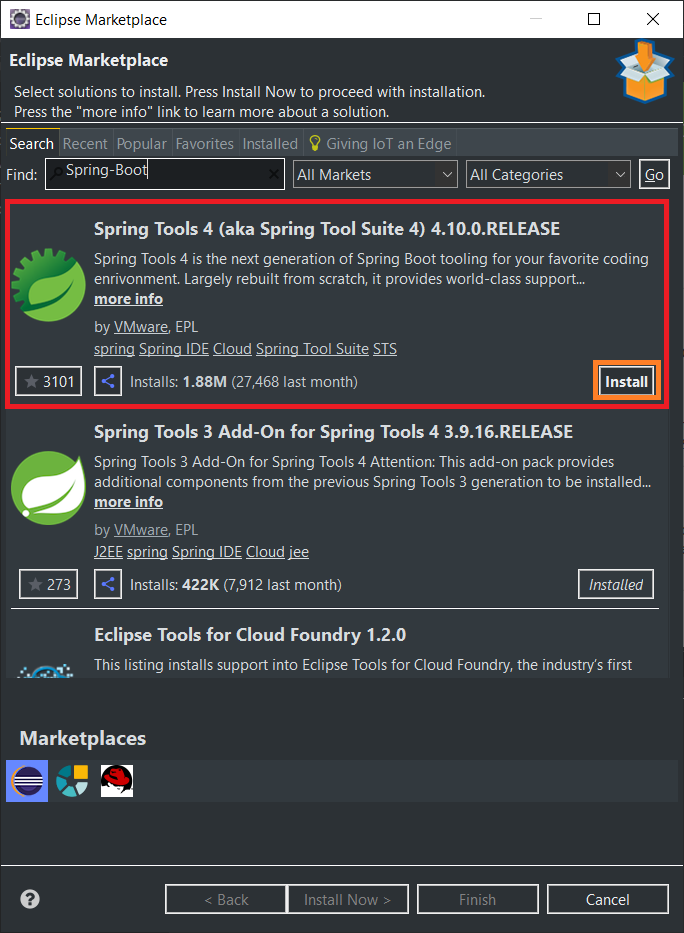 Eclipse Marketplace
Eclipse Marketplace
Select solutions to install. Press Install Now to proceed with installation.
Press the "more info" link to learn more about a solution.
Search Recent Popular Favorites Installed Giving IoT an Edge
Find: Spring-Boot All Markets All Categories Go
Spring Tools 4 (aka Spring Tool Suite 4) 4.10.0.RELEASE
Spring Tools 4 is the next generation of Spring Boot tooling for your favorite coding
enrivonment. Largely rebuilt from scratch, it provides world-class support...
more info
by VMware, EPL
spring Spring IDE Cloud Spring Tool Suite STS
3101 Installs: 1.88M (27,468 last month) Install
Spring Tools 3 Add-On for Spring Tools 4 3.9.16.RELEASE
Spring Tools 3 Add-On for Spring Tools 4 Attention: This add-on pack provides
additional components from the previous Spring Tools 3 generation to be installed...
more info
by VMware, EPL
J2EE spring Spring IDE Cloud jee
273 Installs: 422K (7,912 last month) Installed
Eclipse Tools for Cloud Foundry 1.2.0
This listing installs support into Eclipse Tools for Cloud Foundry, the industry's first
Marketplaces
? < Back Install Now > Finish Cancel